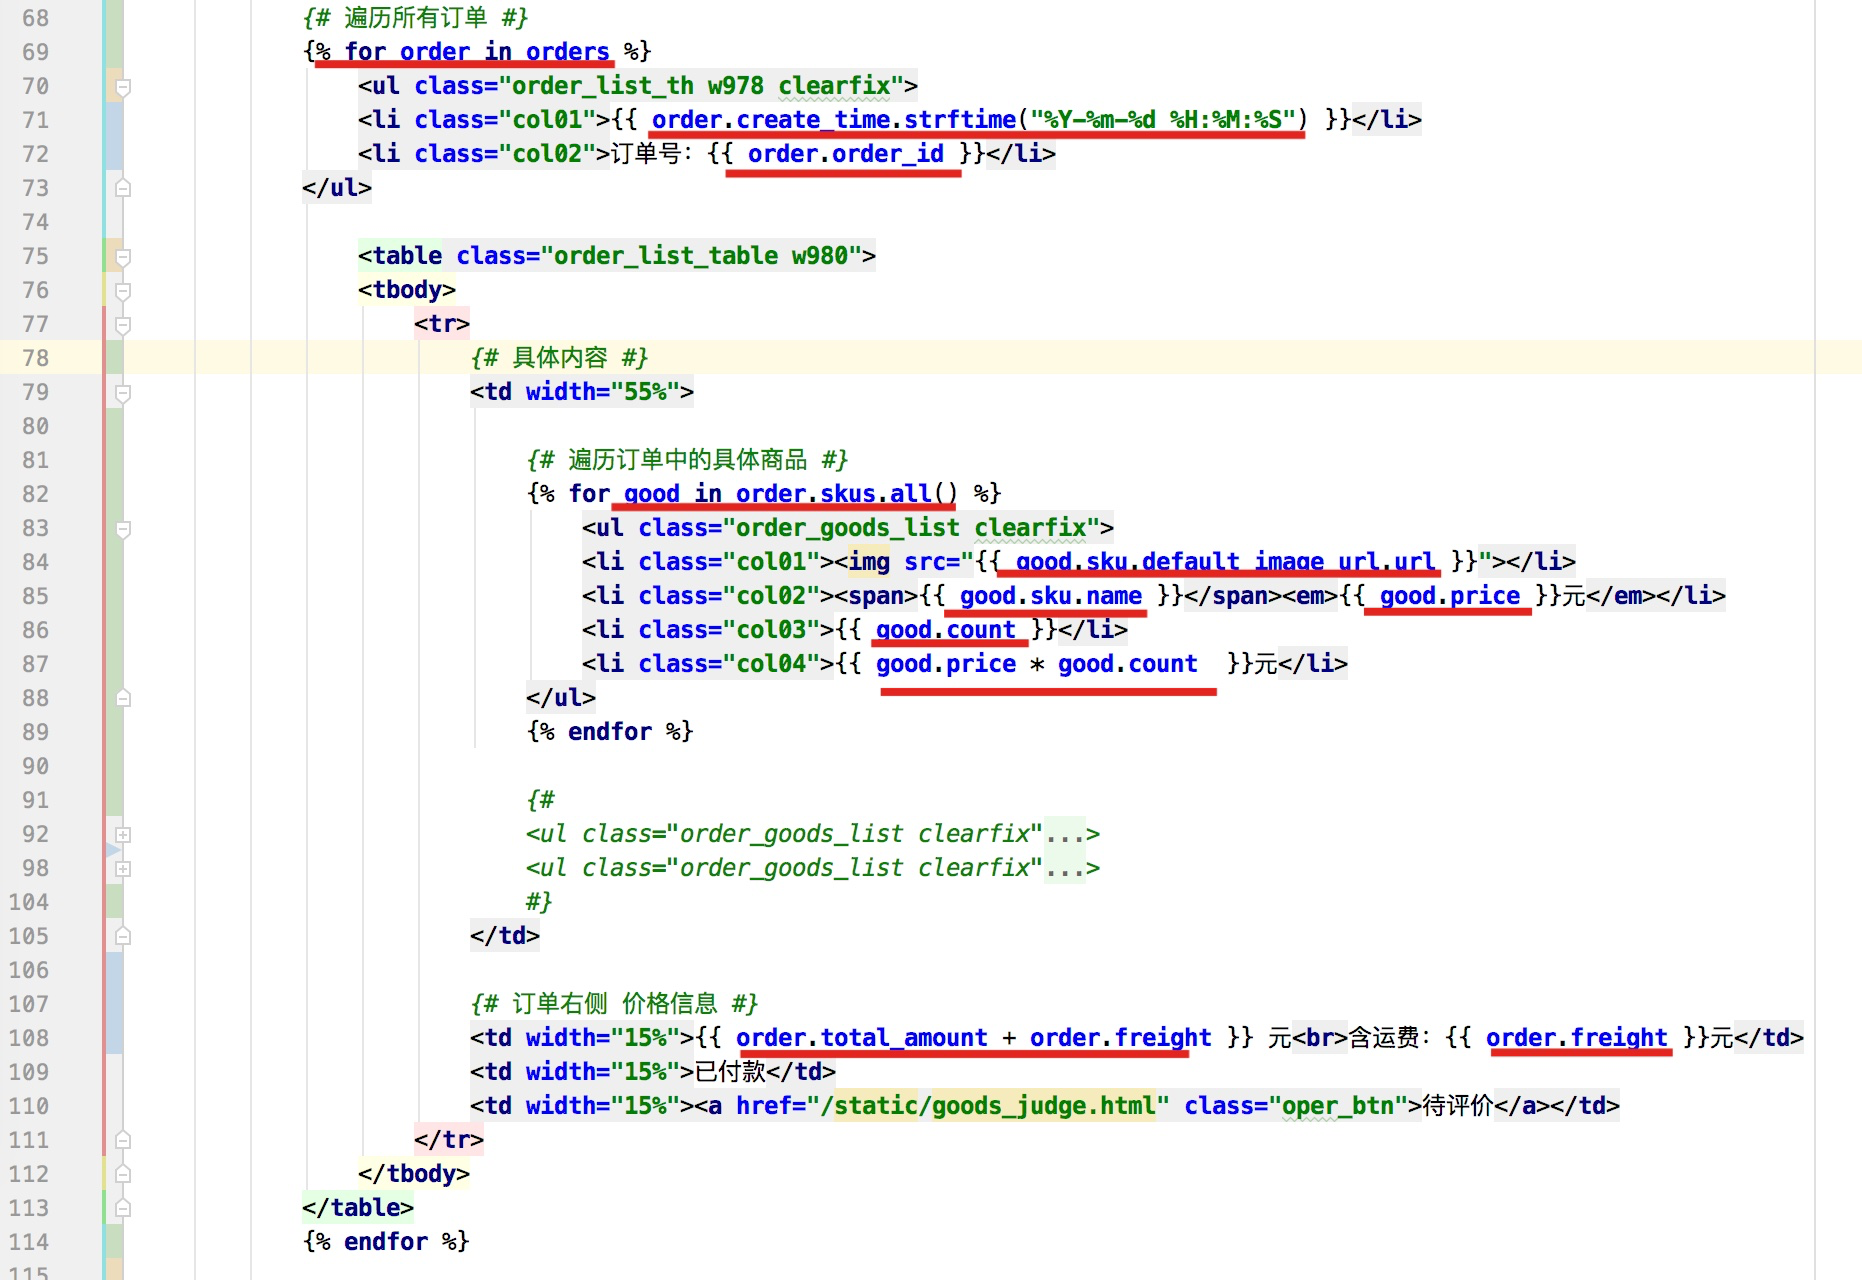 68 {# 遍历所有订单 #}
69 {% for order in orders %}
70 <ul class="order_list_th w978 clearfix">
71 <li class="col01">{{ order.create_time.strftime("%Y-%m-%d %H:%M:%S") }}</li>
72 <li class="col02">订单号：{{ order.order_id }}</li>
73 </ul>
74
75 <table class="order_list_table w980">
76 <tbody>
77 <tr>
78 {# 具体内容 #}
79 <td width="55%">
80
81 {# 遍历订单中的具体商品 #}
82 {% for good in order.skus.all() %}
83 <ul class="order_goods_list clearfix">
84 <li class="col01"><img src="{{ good.sku.default_image_url.url }}"></li>
85 <li class="col02"><span>{{ good.sku.name }}</span><em>{{ good.price }}元</em></li>
86 <li class="col03">{{ good.count }}</li>
87 <li class="col04">{{ good.price * good.count  }}元</li>
88 </ul>
89 {% endfor %}
90
91 {#
92 <ul class="order_goods_list clearfix"...>
98 <ul class="order_goods_list clearfix"...>
104 #}
105 </td>
106
107 {# 订单右侧 价格信息 #}
108 <td width="15%">{{ order.total_amount + order.freight }} 元<br>含运费：{{ order.freight }}元</td>
109 <td width="15%">已付款</td>
110 <td width="15%"><a href="/static/goods_judge.html" class="oper_btn">待评价</a></td>
111 </tr>
112 </tbody>
113 </table>
114 {% endfor %}
115